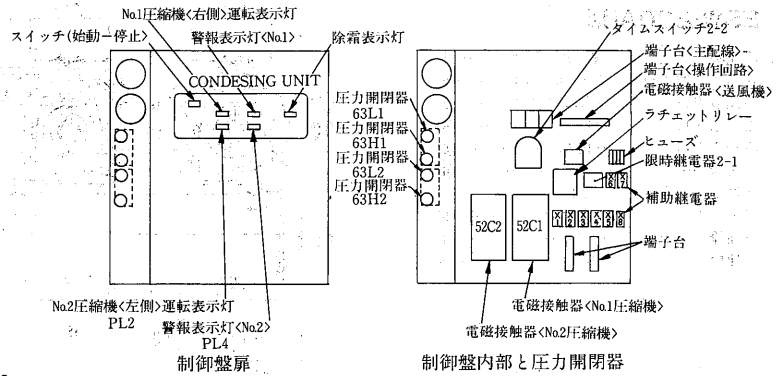 No.1圧縮機<右側>運転表示灯
スイッチ(始動ー停止)
警報表示灯<No.1>
除霜表示灯
CONDESING UNIT
圧力開閉器
63L1
圧力開閉器
63H1
圧力開閉器
63L2
圧力開閉器
63H2
No.2圧縮機<左側>運転表示灯
PL2
警報表示灯<No.2>
PL4
制御盤扉
タイムスイッチ2-2
端子台<主配線>
端子台<操作回路>
電磁接触器<送風機>
ラチェットリレー
ヒューズ
限時継電器2-1
補助継電器
52C2
52C1
X1
X2
X3
X4
X5
X8
端子台
電磁接触器<No.1圧縮機>
電磁接触器<No.2圧縮機>
制御盤内部と圧力開閉器